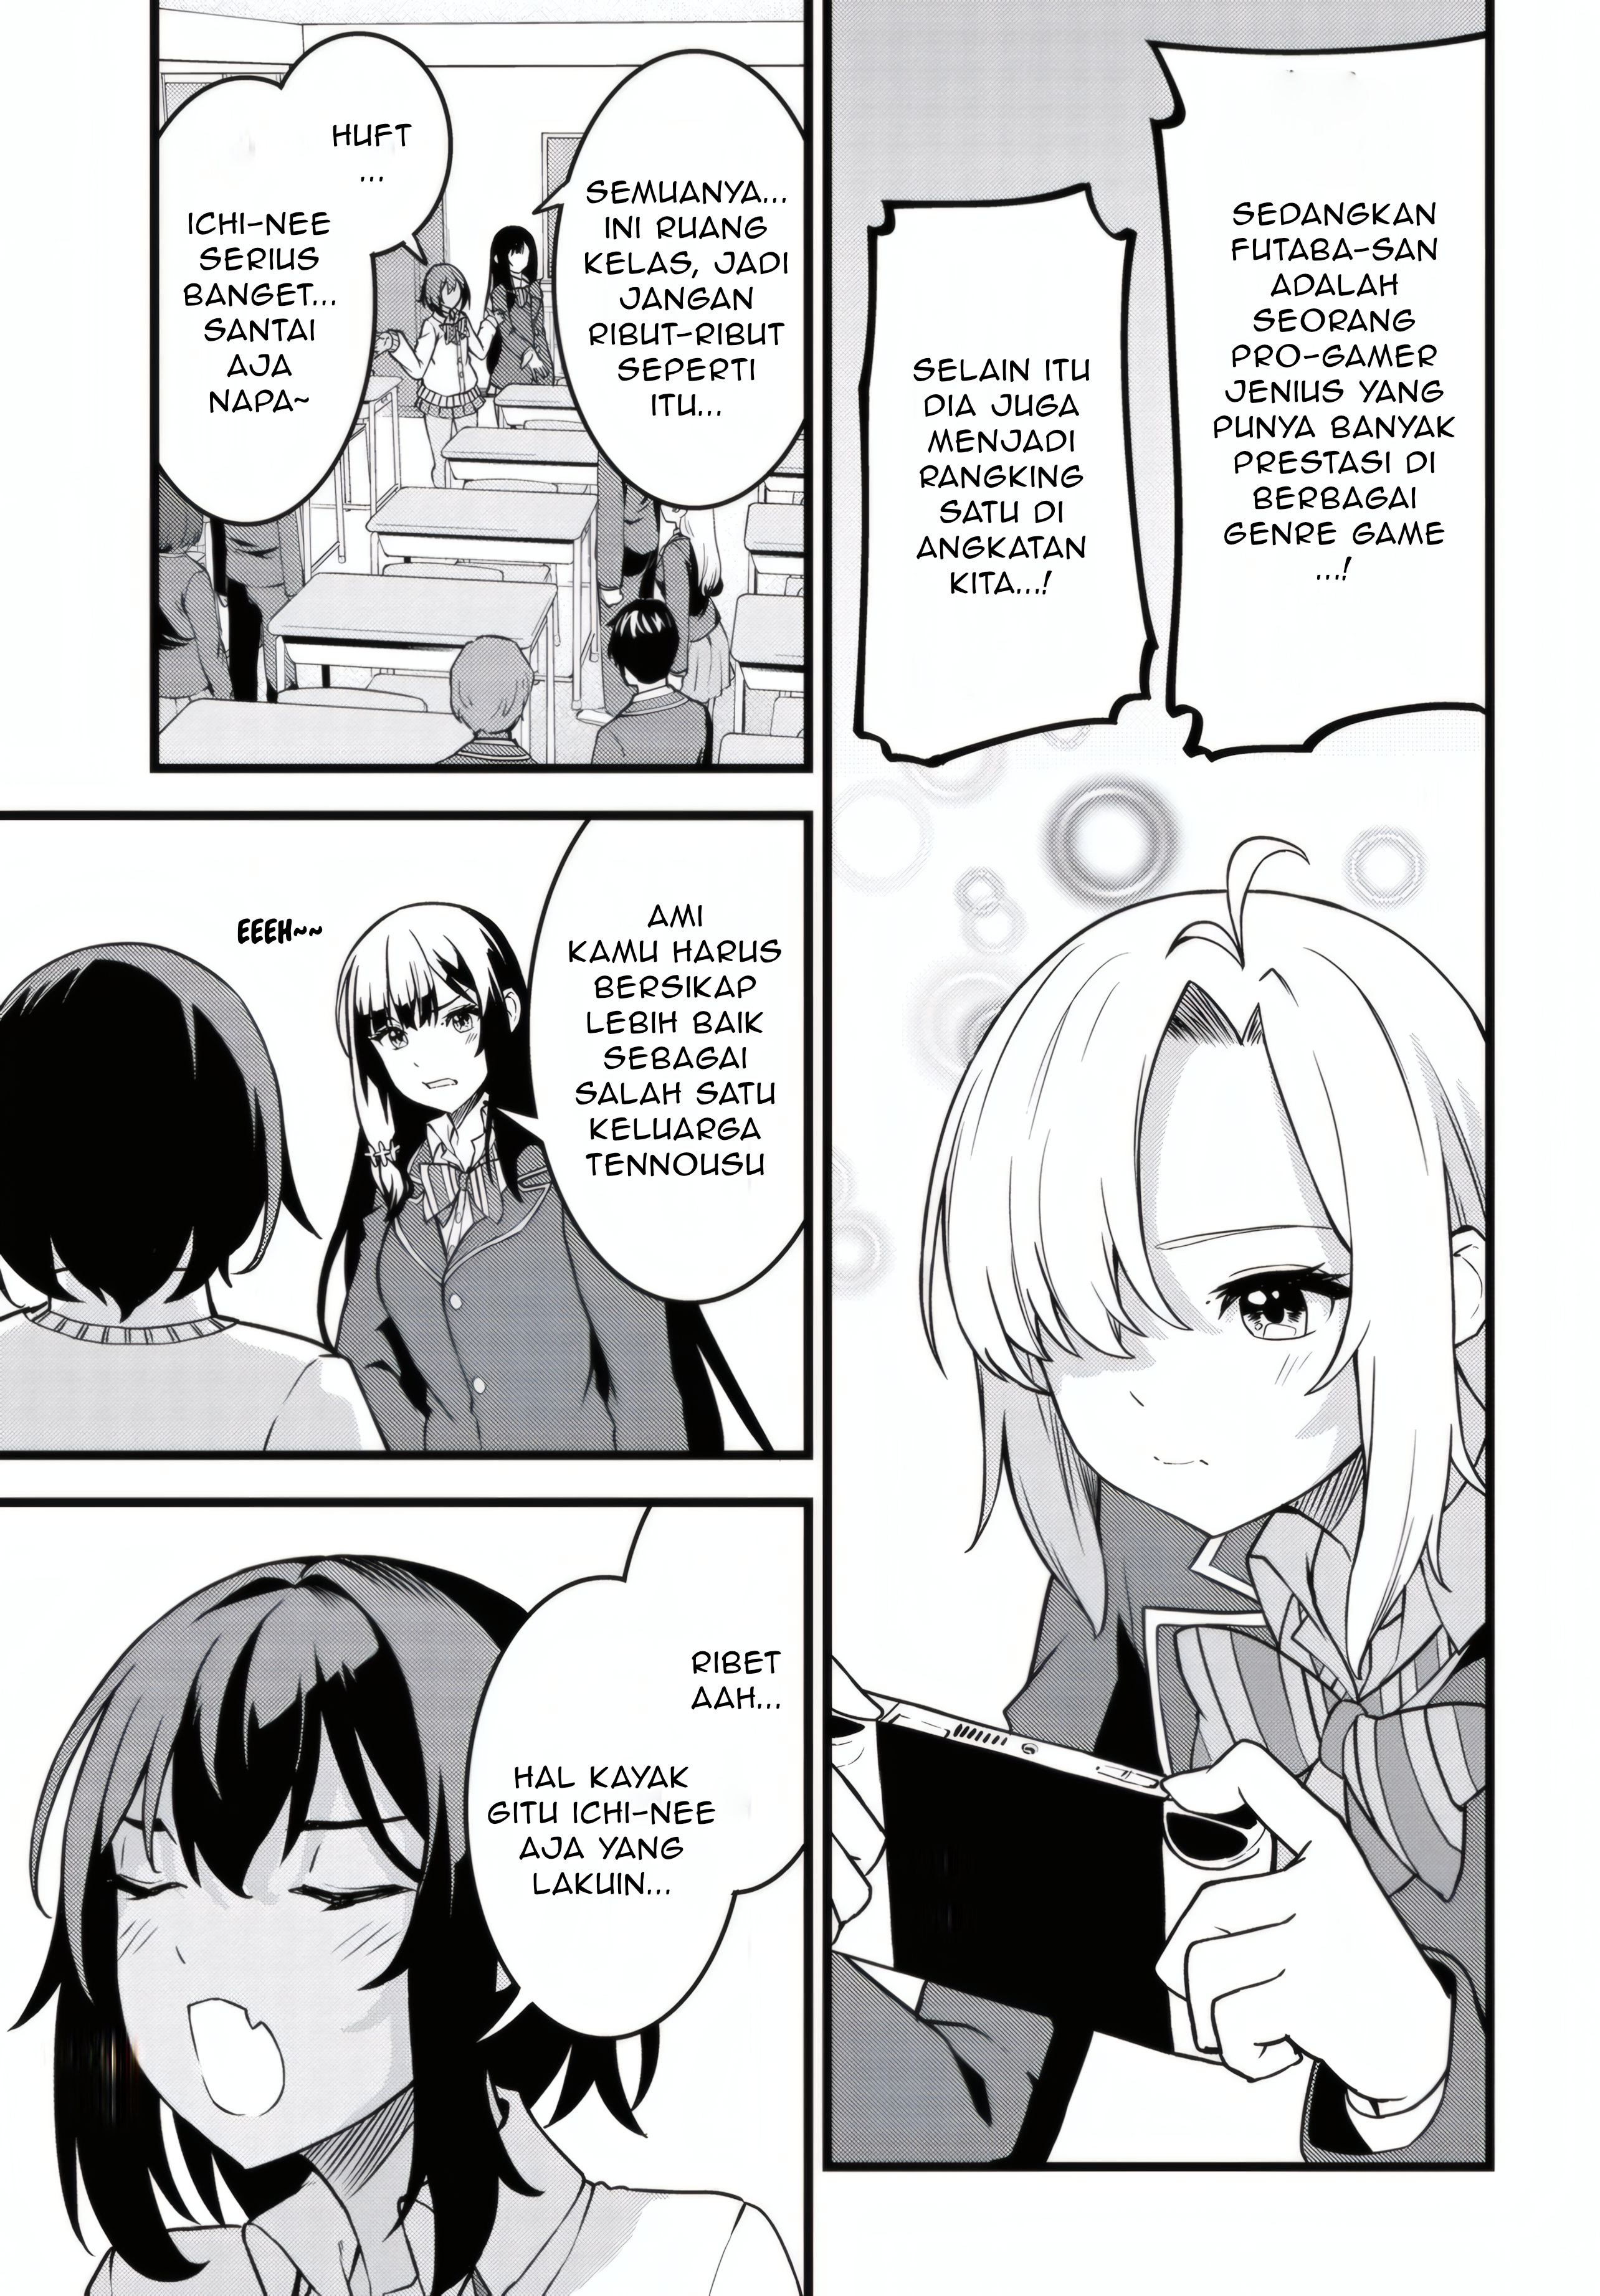 SEDANGKAN
FUTABA-SAN
ADALAH
SEORANG
PRO-GAMER
JENIUS YANG
PUNYA BANYAK
PRESTASI DI
BERBAGAI
GENRE GAME
...!
SELAIN ITU
DIA JUGA
MENJADI
RANGKING
SATU DI
ANGKATAN
KITA...!
SEMUANYA...
INI RUANG
KELAS, JADI
JANGAN
RIBUT-RIBUT
SEPERTI
ITU...
HUFT
...
ICHI-NEE
SERIUS
BANGET...
SANTAI
AJA
NAPA~
AMI
KAMU HARUS
BERSIKAP
LEBIH BAIK
SEBAGAI
SALAH SATU
KELUARGA
TENNOUSU
EEEH~~
RIBET
AAH...
HAL KAYAK
GITU ICHI-NEE
AJA YANG
LAKUIN...